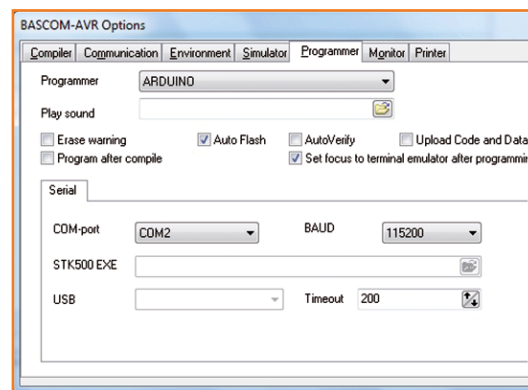 BASCOM-AVR Options
Compiler Communication Environment Simulator Programmer Monitor Printer
Programmer ARDUINO
Play sound
Erase warning Auto Flash AutoVerify Upload Code and Data
Program after compile Set focus to terminal emulator after programmin
Serial
COM-port COM2 BAUD 115200
STK500 EXE
USB Timeout 200